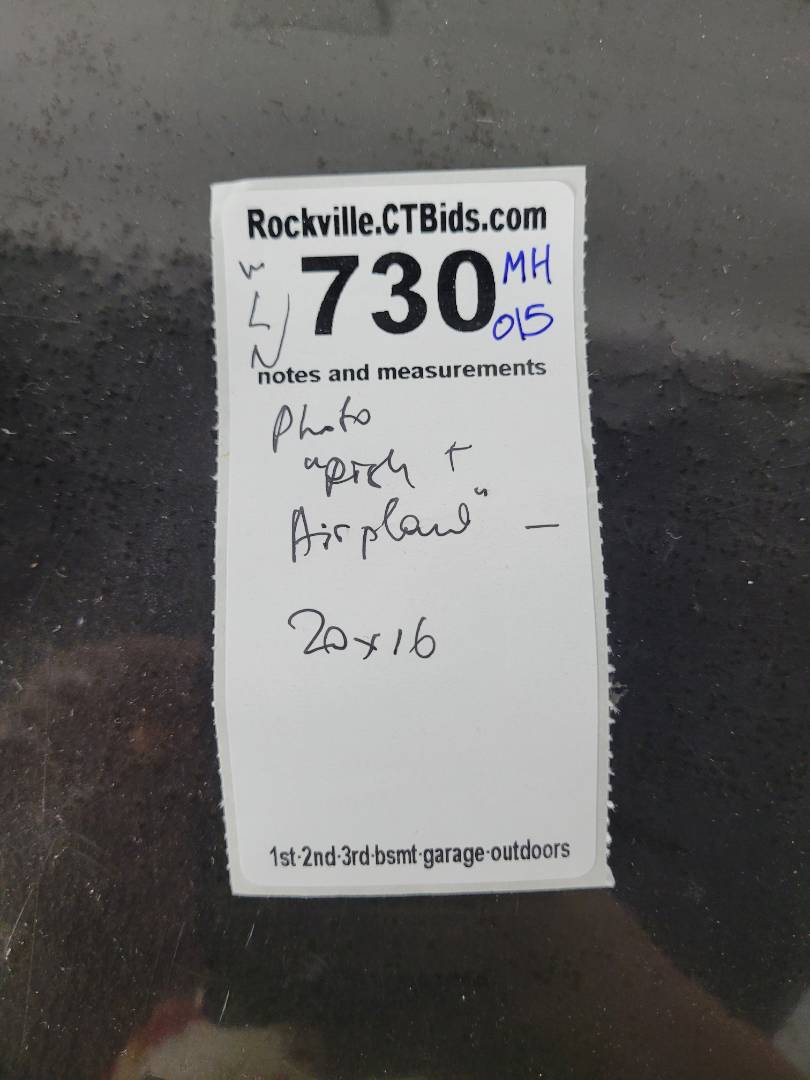 Rockville.CTBids.com
730
MH
015
notes and measurements
Photo
Airplane" —
20x16
1st·2nd·3rd·bsmt·garage·outdoors